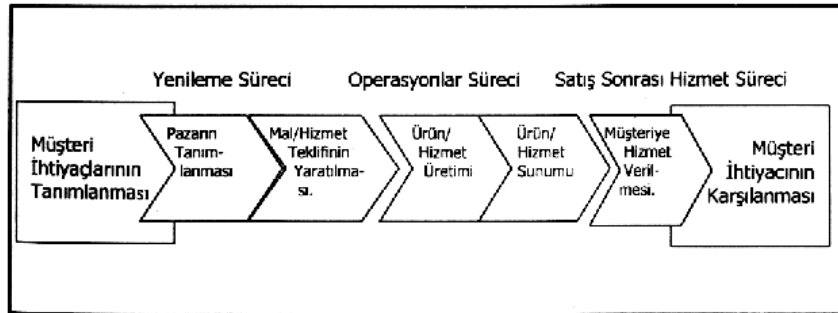 Yenileme Süreci
Operasyonlar Süreci
Satış Sonrası Hizmet Süreci
Müşteri
İhtiyaçlarının
Tanımlanması
Pazarın
Tanım-
lanması
Mal/Hizmet
Teklifinin
Yaratılma-
sı.
Ürün/
Hizmet
Üretimi
Ürün/
Hizmet
Sunumu
Müşteriye
Hizmet
Veril-
mesi.
Müşteri
İhtiyacının
Karşılanması